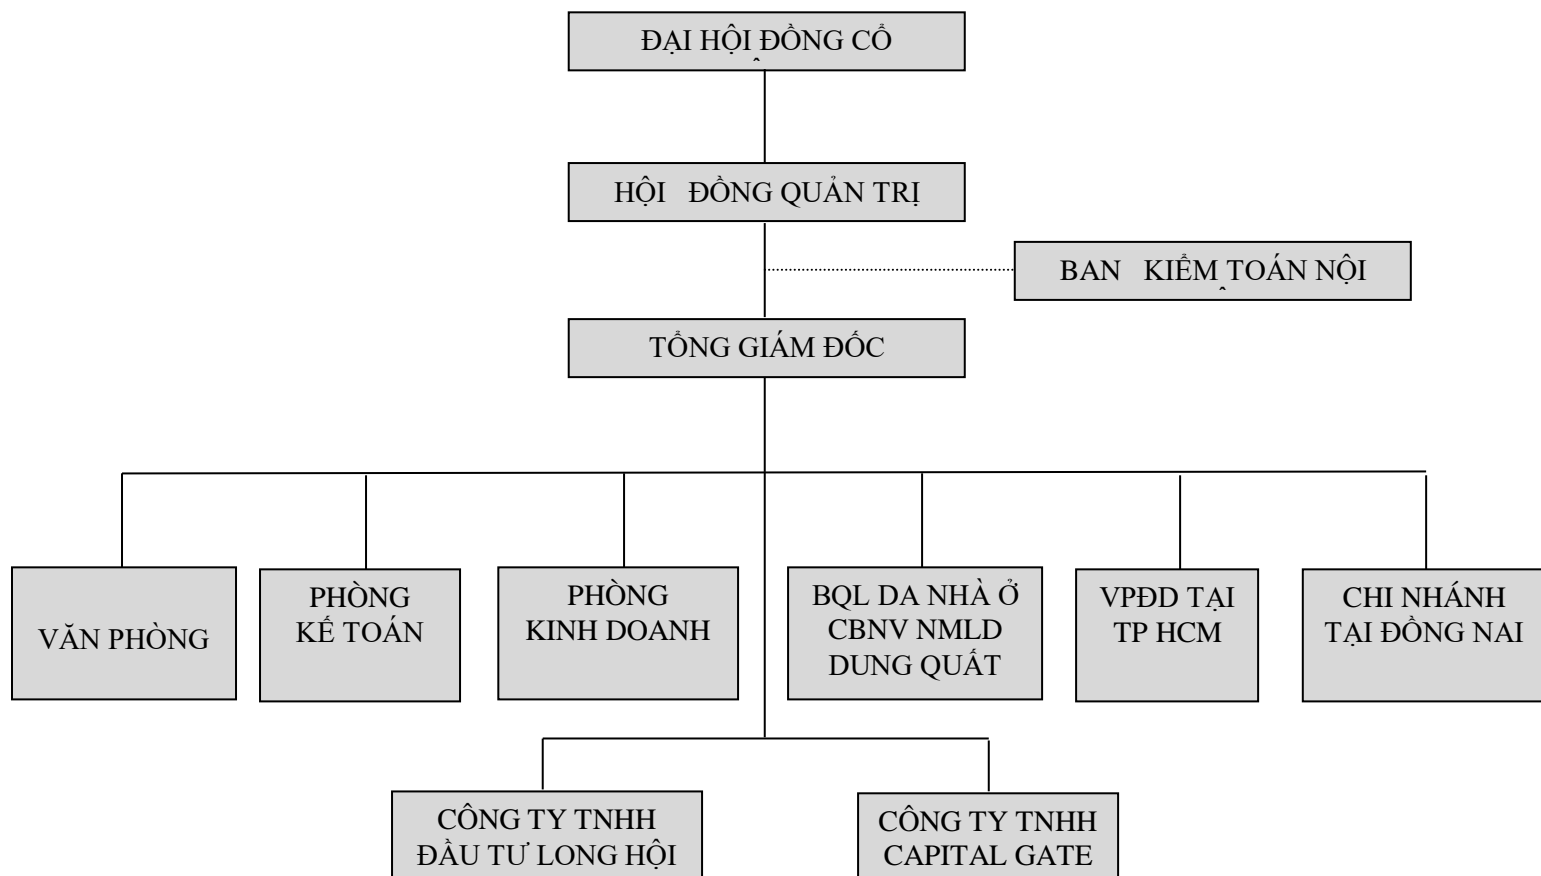 ĐẠI HỘI ĐỒNG CỔ
HỘI ĐỒNG QUẢN TRỊ
BAN KIỂM TOÁN NỘI
TỔNG GIÁM ĐỐC
VĂN PHÒNG
PHÒNG
KẾ TOÁN
PHÒNG
KINH DOANH
BQL DA NHÀ Ở
CBNV NMLD
DUNG QUẤT
VPĐD TẠI
TP HCM
CHI NHÁNH
TẠI ĐỒNG NAI
CÔNG TY TNHH
ĐẦU TƯ LONG HỘI
CÔNG TY TNHH
CAPITAL GATE